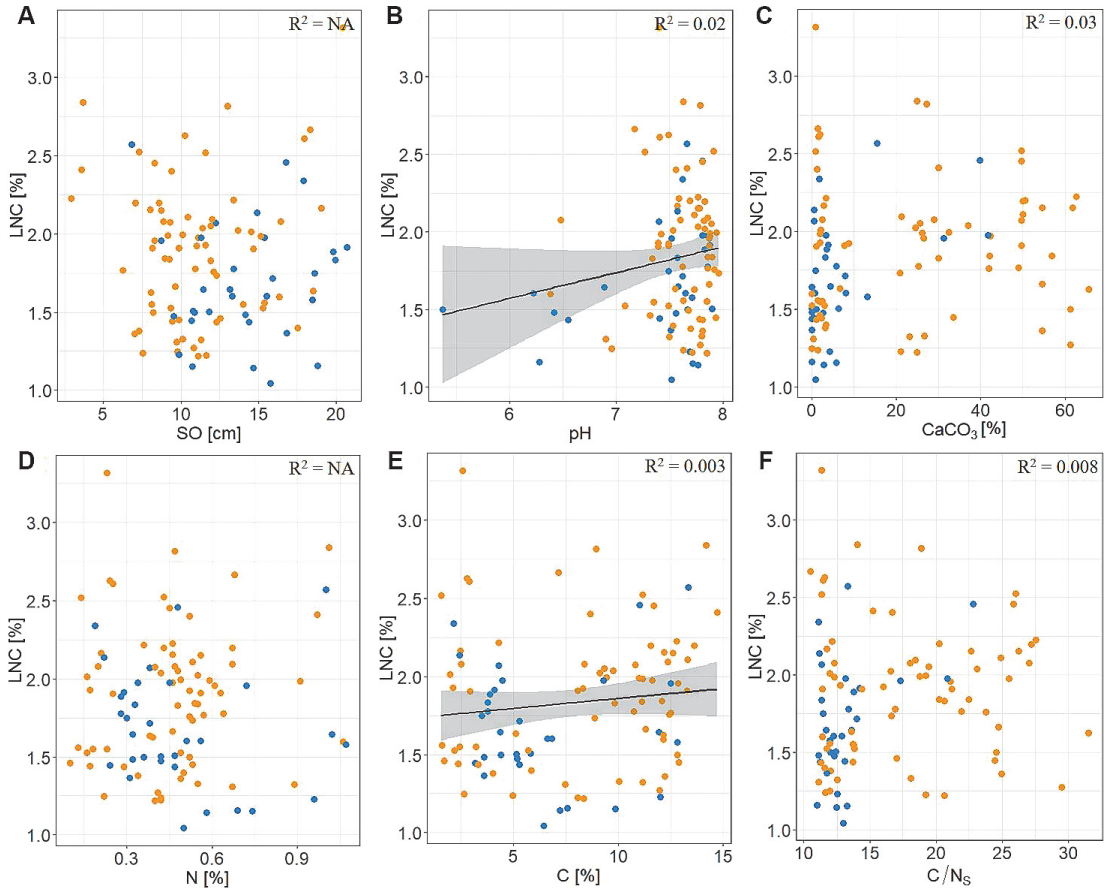 A
R² = NA
LNC [%]
3.0
2.5
2.0
1.5
1.0
5
10
15
20
SO [cm]
B
R² = 0.02
LNC [%]
3.0
2.5
2.0
1.5
1.0
6
7
8
pH
C
R² = 0.03
LNC [%]
3.0
2.5
2.0
1.5
1.0
0
20
40
60
CaCO₃ [%]
D
R² = NA
LNC [%]
3.0
2.5
2.0
1.5
1.0
0.3
0.6
0.9
N [%]
E
R² = 0.003
LNC [%]
3.0
2.5
2.0
1.5
1.0
5
10
15
C [%]
F
R² = 0.008
LNC [%]
3.0
2.5
2.0
1.5
1.0
10
15
20
25
30
C/Nₛ